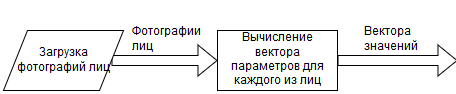 Загрузка
фотографий лиц
Фотографии
лиц
Вычисление
вектора
параметров для
каждого из лиц
Вектора
значений